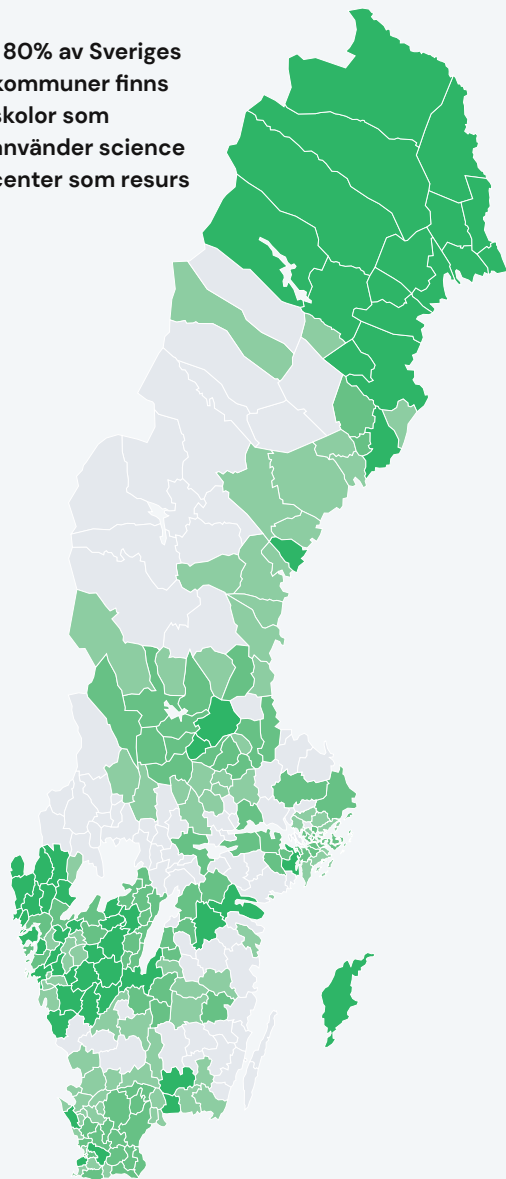 80% av Sveriges
kommuner finns
skolor som
använder science
center som resurs